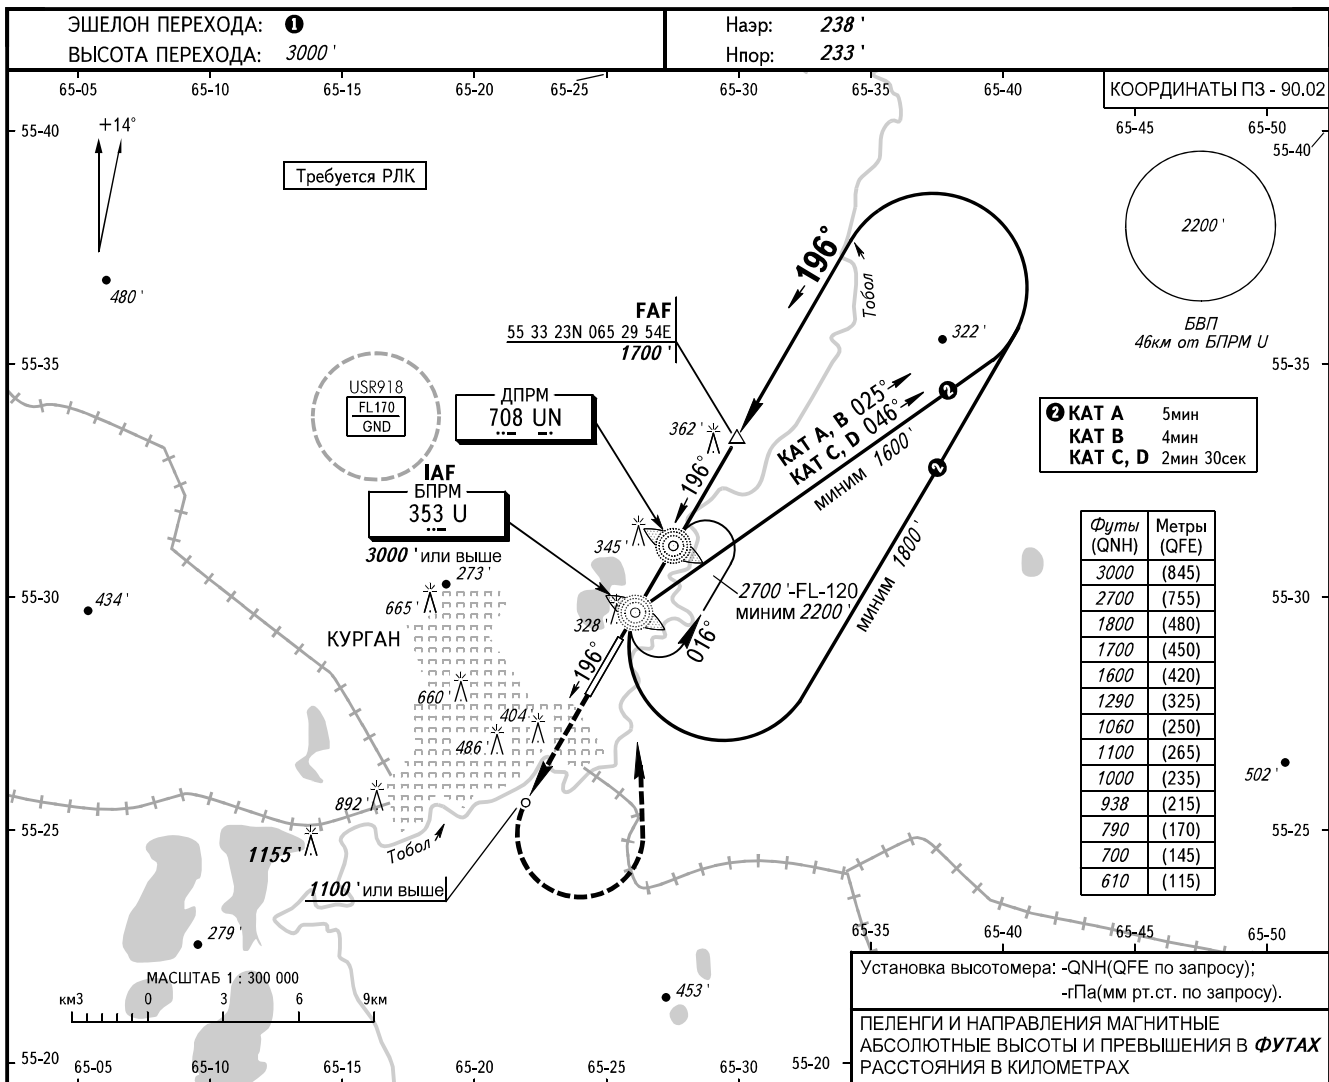 ЭШЕЛОН ПЕРЕХОДА: 1
ВЫСОТА ПЕРЕХОДА: 3000 '
Наэр: 238 '
Нпор: 233 '
65-05 65-10 65-15 65-20 65-25 65-30 65-35 65-40
КООРДИНАТЫ ПЗ - 90.02
65-45 65-50
55-40
55-40
+14°
Требуется РЛК
2200 '
БВП
46км от БПРМ U
480 '
196°
Тобол
FAF
55 33 23N 065 29 54E
1700 '
322 '
55-35
55-35
USR918
FL170
GND
ДПРМ
708 UN
362 '
КАТ A, B 025°
КАТ C, D 046°
миним 1600'
2
2
2 КАТ A 5мин
КАТ B 4мин
КАТ C, D 2мин 30сек
196°
IAF
БПРМ
353 U
3000 ' или выше
345 '
миним 1800'
Футы (QNH) Метры (QFE)
3000 (845)
2700 (755)
1800 (480)
1700 (450)
1600 (420)
1290 (325)
1060 (250)
1100 (265)
1000 (235)
938 (215)
790 (170)
700 (145)
610 (115)
273 '
665 '
434 '
55-30
55-30
2700 '-FL-120
миним 2200 '
328 '
КУРГАН
016°
196°
660 '
404 '
486 '
892 '
502 '
55-25
55-25
1155 '
Тобол
1100 ' или выше
279 '
453 '
65-35 65-40 65-45 65-50
МАСШТАБ 1 : 300 000
км3 0 3 6 9км
Установка высотомера: -QNH(QFE по запросу);
-гПа(мм рт.ст. по запросу).
ПЕЛЕНГИ И НАПРАВЛЕНИЯ МАГНИТНЫЕ
АБСОЛЮТНЫЕ ВЫСОТЫ И ПРЕВЫШЕНИЯ В ФУТАХ
РАССТОЯНИЯ В КИЛОМЕТРАХ
55-20 65-05 65-10 65-15 65-20 65-25 65-30 55-20